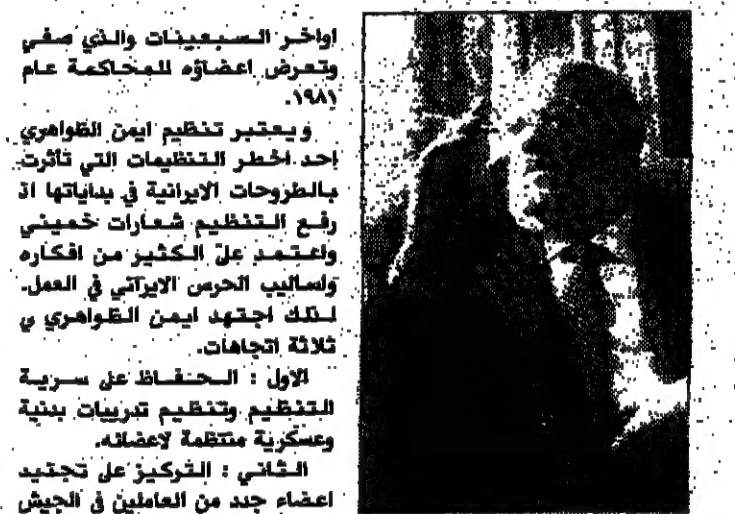 اواخر السبعينات والذي صفي
وتعرض اعضاؤه للمحاكمة عام
١٩٨١.
ويعتبر تنظيم ايمن الظواهري
احد اخطر التنظيمات التي تأثرت
بالطروحات الايرانية في بداياتها اذ
رفع التنظيم شعارات خميني
واعتمد على الكثير من افكاره
واساليب الحرس الايراني في العمل.
لذلك اجتهد ايمن الظواهري في
ثلاثة اتجاهات.
الاول : الحفاظ على سرية
التنظيم وتنظيم تدريبات بدنية
وعسكرية منتظمة لاعضائه.
الثاني : التركيز على تجنيد
اعضاء جدد من العاملين في الجيش